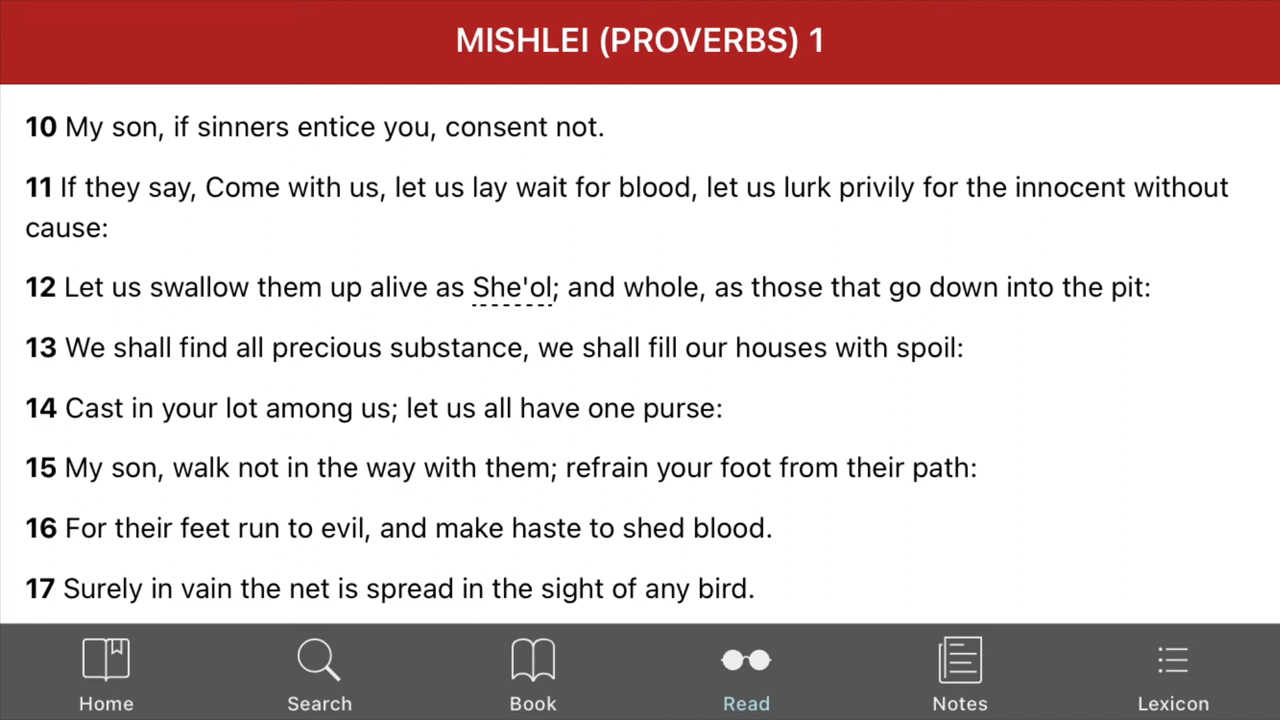 MISHLEI (PROVERBS) 1
10 My son, if sinners entice you, consent not.
11 If they say, Come with us, let us lay wait for blood, let us lurk privily for the innocent without
cause:
12 Let us swallow them up alive as She'ol; and whole, as those that go down into the pit:
13 We shall find all precious substance, we shall fill our houses with spoil:
14 Cast in your lot among us; let us all have one purse:
15 My son, walk not in the way with them; refrain your foot from their path:
16 For their feet run to evil, and make haste to shed blood.
17 Surely in vain the net is spread in the sight of any bird.
Home Search Book Read Notes Lexicon